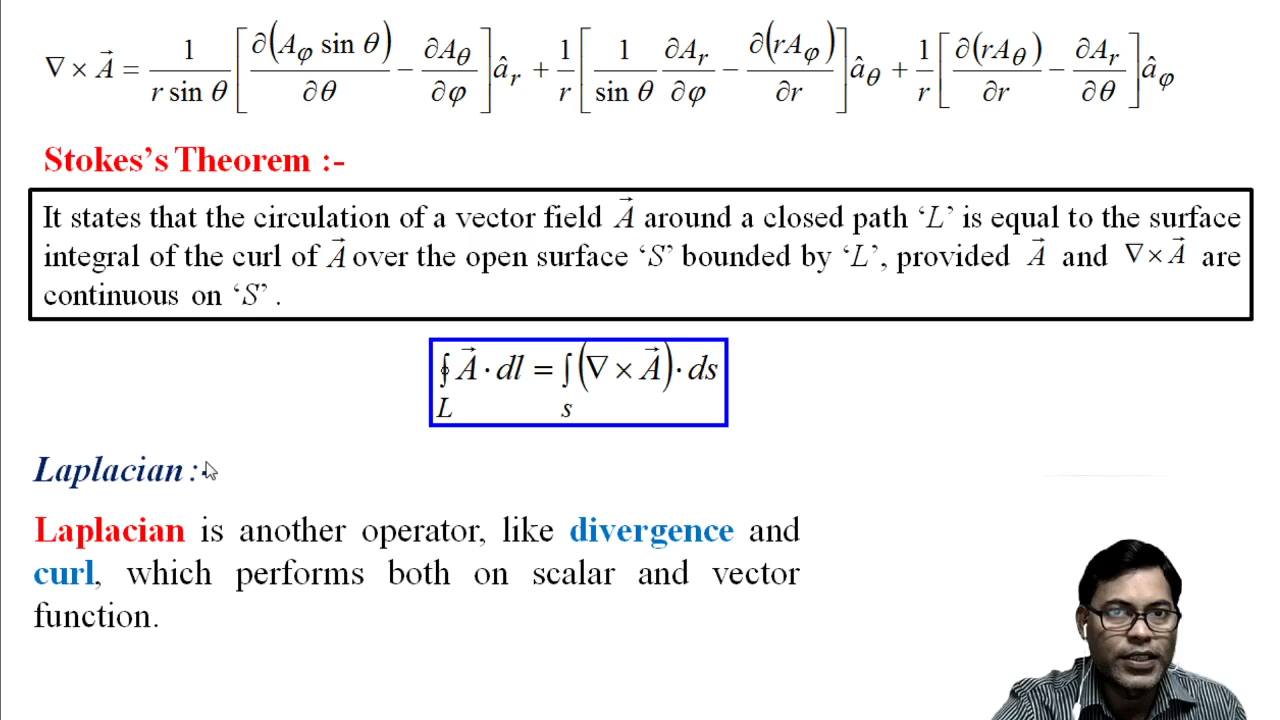 ∇ × A⃗ = 1/(r sin θ) [∂(A_φ sin θ)/∂θ − ∂A_θ/∂φ] â_r + 1/r [1/(sin θ) ∂A_r/∂φ − ∂(rA_φ)/∂r] â_θ + 1/r [∂(rA_θ)/∂r − ∂A_r/∂θ] â_φ
Stokes's Theorem :-
It states that the circulation of a vector field A⃗ around a closed path ‘L’ is equal to the surface
integral of the curl of A⃗ over the open surface ‘S’ bounded by ‘L’, provided A⃗ and ∇×A⃗ are
continuous on ‘S’ .
∮_L A⃗ · dl = ∫_s (∇ × A⃗) · ds
Laplacian :-
Laplacian is another operator, like divergence and
curl, which performs both on scalar and vector
function.